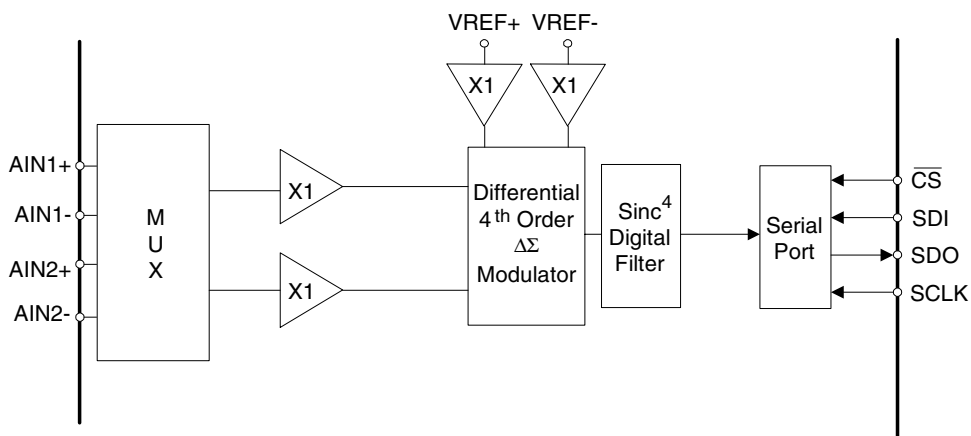 VREF+ VREF-
X1 X1
AIN1+
AIN1-
AIN2+
AIN2-
M
U
X
X1
X1
Differential
4th Order
ΔΣ
Modulator
Sinc4
Digital
Filter
Serial
Port
CS
SDI
SDO
SCLK